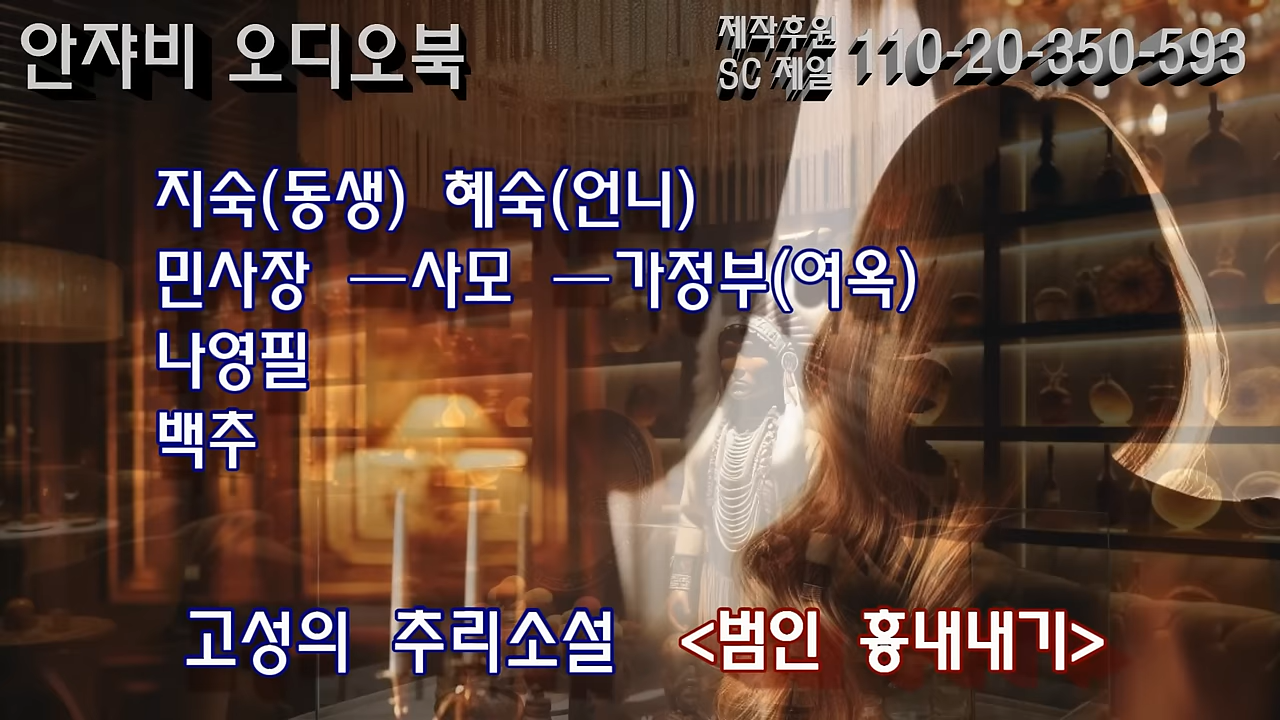 안쟈비 오디오북
제작후원
SC 제일 110-20-350-593
지숙(동생) 혜숙(언니)
민사장 —사모 —가정부(여옥)
나영필
백추
고성의 추리소설 <범인 흉내내기>